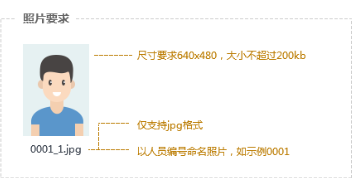 照片要求
尺寸要求640x480，大小不超过200kb
仅支持jpg格式
0001_1.jpg
以人员编号命名照片，如示例0001